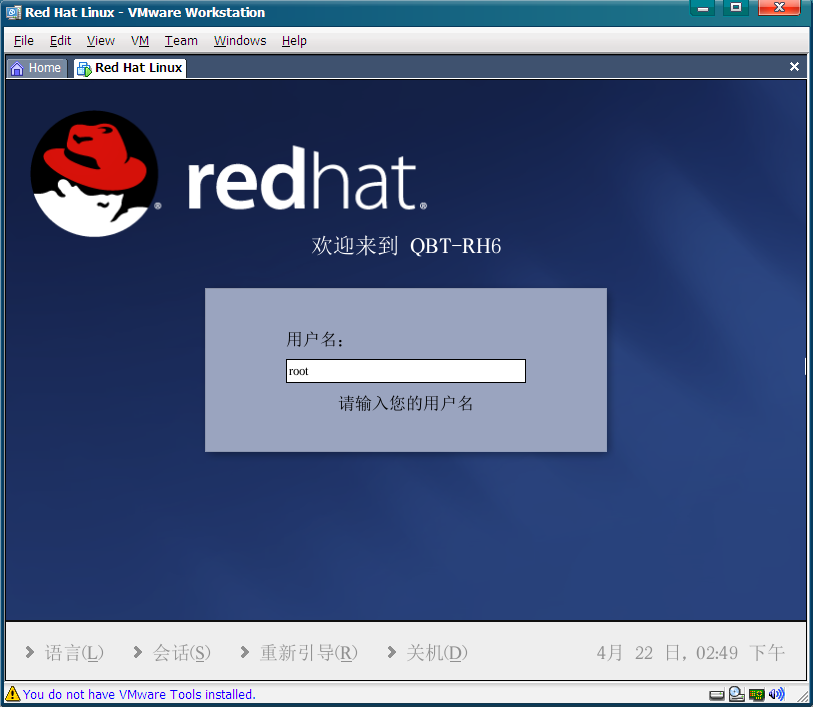 Red Hat Linux - VMware Workstation
File Edit View VM Team Windows Help
Home Red Hat Linux
redhat®
欢迎来到 QBT-RH6
用户名：
root
请输入您的用户名
语言(L) 会话(S) 重新引导(R) 关机(D) 4月 22 日, 02:49 下午
You do not have VMware Tools installed.